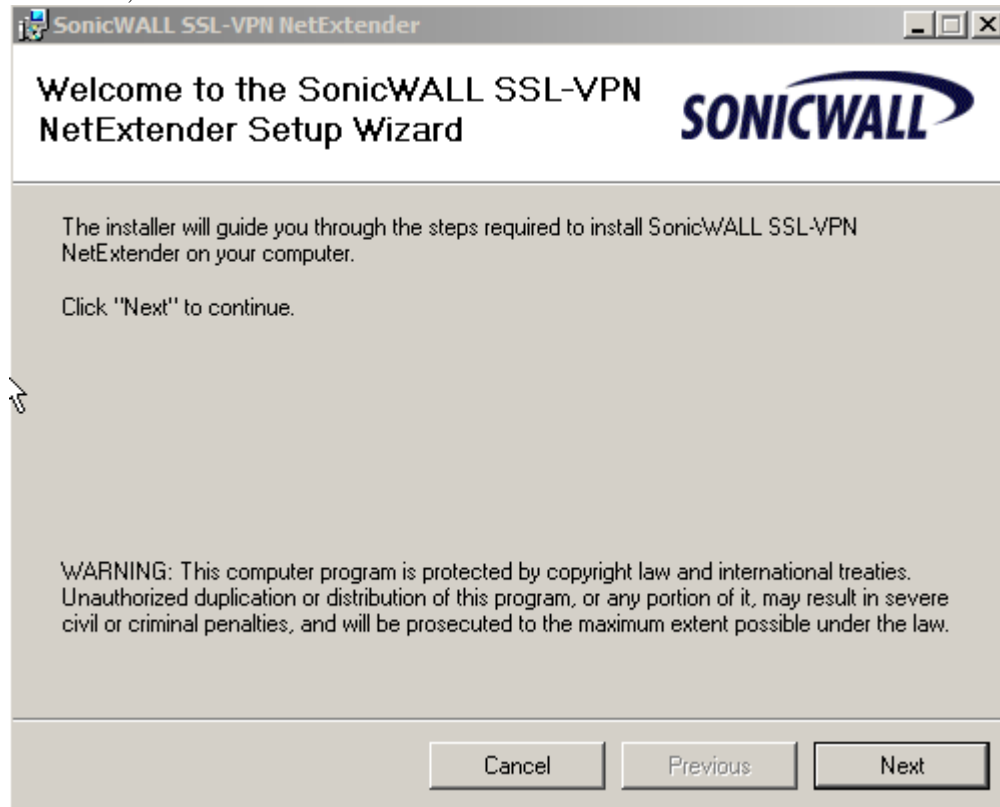 SonicWALL SSL-VPN NetExtender
Welcome to the SonicWALL SSL-VPN
NetExtender Setup Wizard
SONICWALL
The installer will guide you through the steps required to install SonicWALL SSL-VPN
NetExtender on your computer.
Click "Next" to continue.
WARNING: This computer program is protected by copyright law and international treaties.
Unauthorized duplication or distribution of this program, or any portion of it, may result in severe
civil or criminal penalties, and will be prosecuted to the maximum extent possible under the law.
Cancel Previous Next